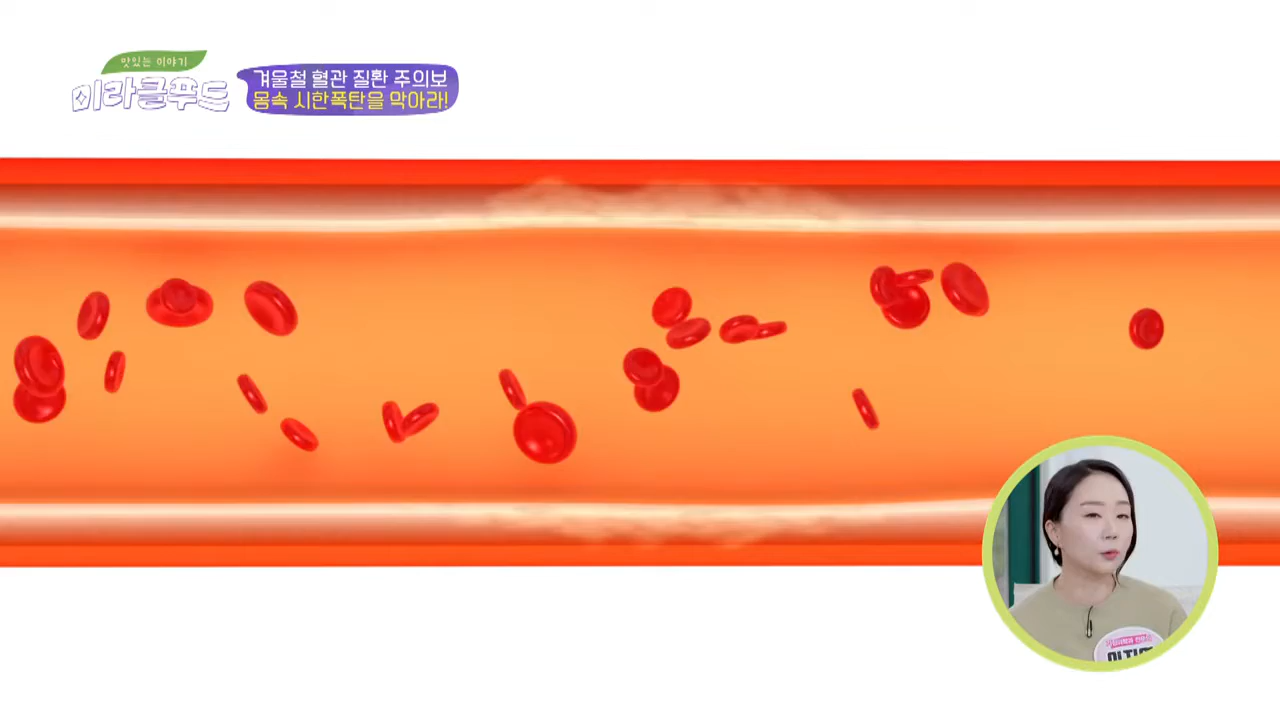 맛있는 이야기
미라클푸드
겨울철 혈관 질환 주의보
몸속 시한폭탄을 막아라!